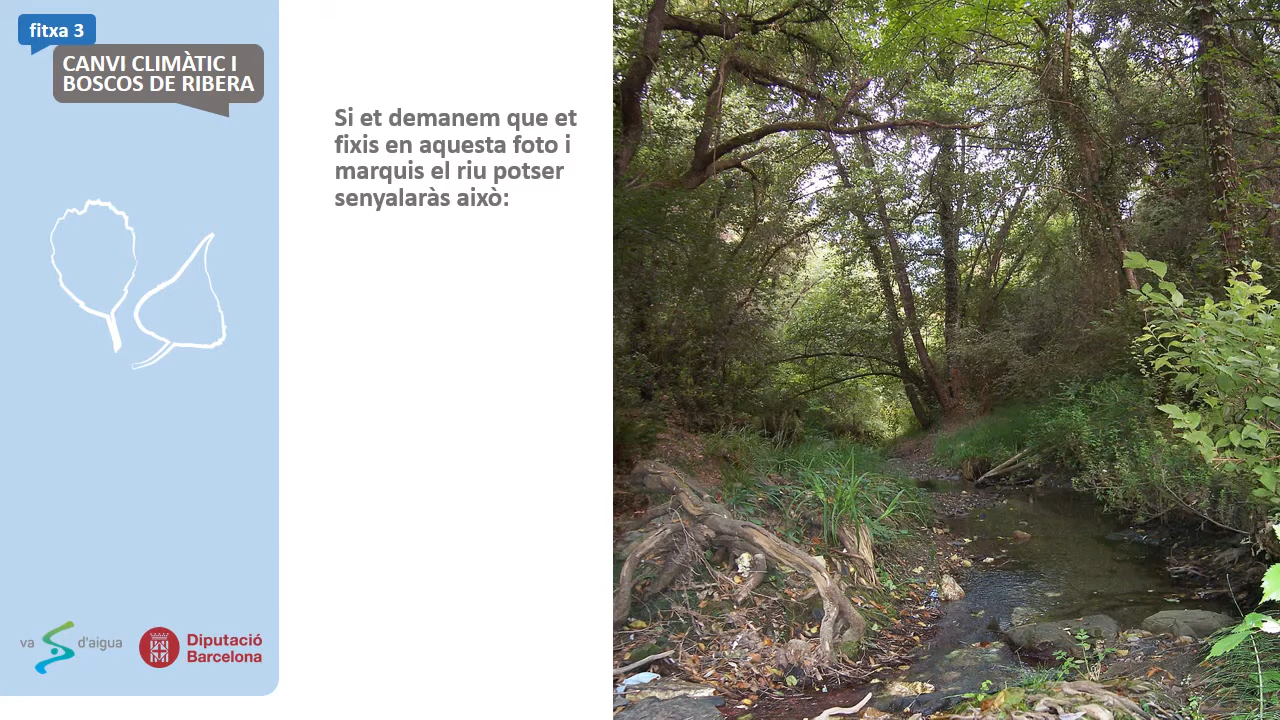 fitxa 3
CANVI CLIMÀTIC I
BOSCOS DE RIBERA
Si et demanem que et
fixis en aquesta foto i
marquis el riu potser
senyalaràs això:
va d'aigua
Diputació
Barcelona